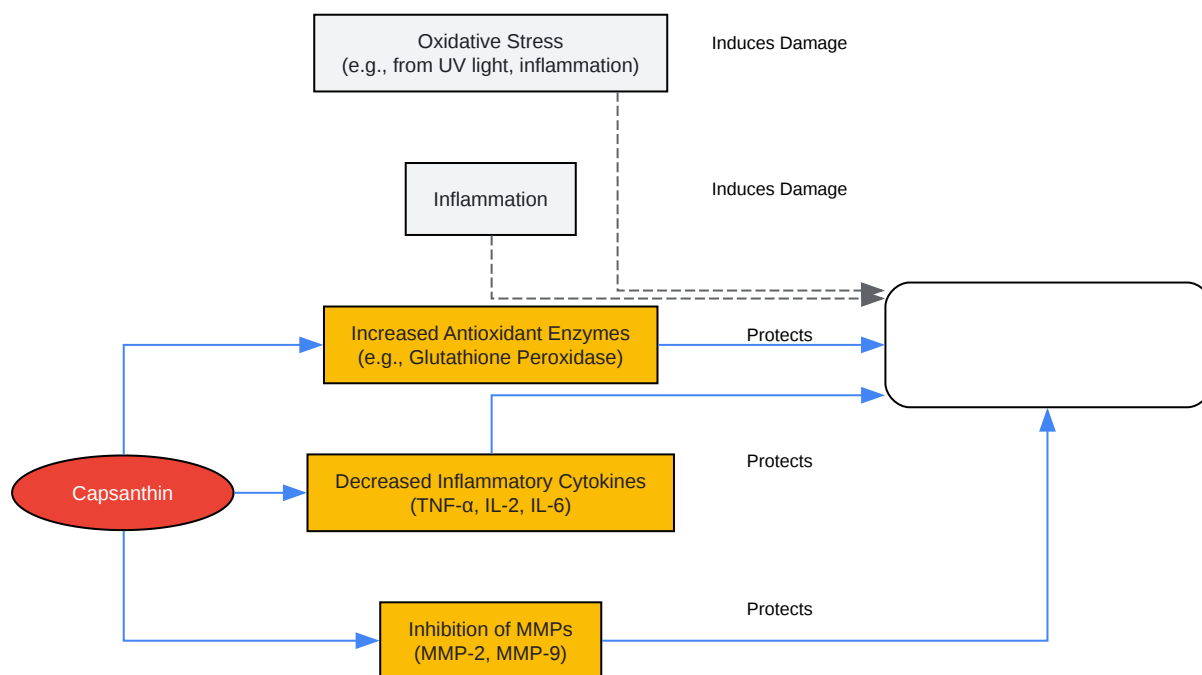 Oxidative Stress
(e.g., from UV light, inflammation)
Induces Damage
Inflammation
Induces Damage
Increased Antioxidant Enzymes
(e.g., Glutathione Peroxidase)
Protects
Capsanthin
Decreased Inflammatory Cytokines
(TNF-α, IL-2, IL-6)
Protects
Inhibition of MMPs
(MMP-2, MMP-9)
Protects